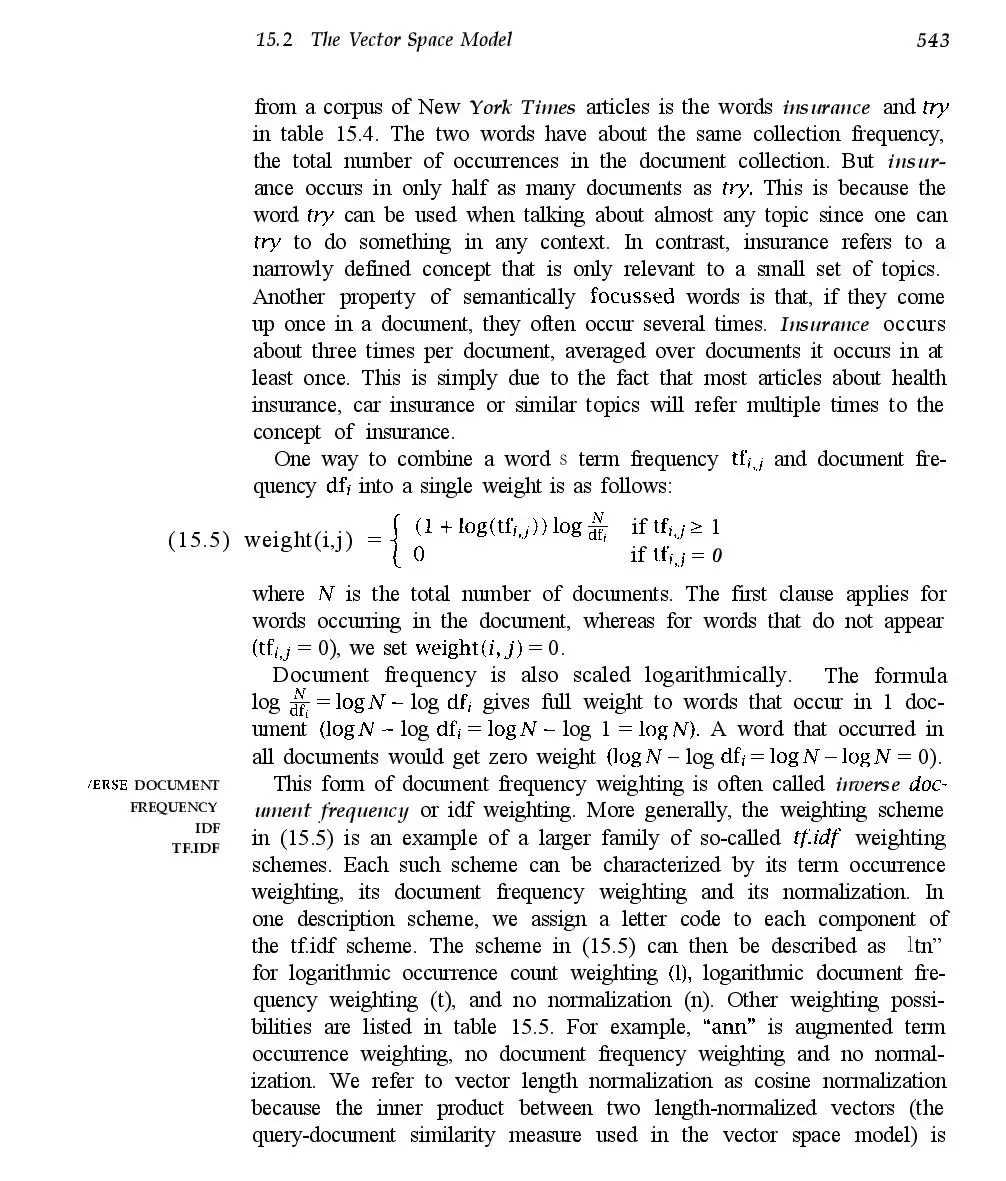 15.2 The Vector Space Model 543
from a corpus of New York Times articles is the words insurance and try
in table 15.4. The two words have about the same collection frequency,
the total number of occurrences in the document collection. But insur-
ance occurs in only half as many documents as try. This is because the
word try can be used when talking about almost any topic since one can
try to do something in any context. In contrast, insurance refers to a
narrowly defined concept that is only relevant to a small set of topics.
Another property of semantically focussed words is that, if they come
up once in a document, they often occur several times. Insurance occurs
about three times per document, averaged over documents it occurs in at
least once. This is simply due to the fact that most articles about health
insurance, car insurance or similar topics will refer multiple times to the
concept of insurance.
One way to combine a word s term frequency tf_{i,j} and document fre-
quency df_i into a single weight is as follows:
(15.5) weight(i,j) = { (1 + log(tf_{i,j})) log N/df_i if tf_{i,j} ≥ 1
0 if tf_{i,j} = 0
where N is the total number of documents. The first clause applies for
words occurring in the document, whereas for words that do not appear
(tf_{i,j} = 0), we set weight(i, j) = 0.
Document frequency is also scaled logarithmically. The formula
log N/df_i = log N − log df_i gives full weight to words that occur in 1 doc-
ument (log N − log df_i = log N − log 1 = log N). A word that occurred in
all documents would get zero weight (log N − log df_i = log N − log N = 0).
/ERSE DOCUMENT This form of document frequency weighting is often called inverse doc-
FREQUENCY ument frequency or idf weighting. More generally, the weighting scheme
IDF in (15.5) is an example of a larger family of so-called tf.idf weighting
TF.IDF schemes. Each such scheme can be characterized by its term occurrence
weighting, its document frequency weighting and its normalization. In
one description scheme, we assign a letter code to each component of
the tf.idf scheme. The scheme in (15.5) can then be described as ltn”
for logarithmic occurrence count weighting (l), logarithmic document fre-
quency weighting (t), and no normalization (n). Other weighting possi-
bilities are listed in table 15.5. For example, “ann” is augmented term
occurrence weighting, no document frequency weighting and no normal-
ization. We refer to vector length normalization as cosine normalization
because the inner product between two length-normalized vectors (the
query-document similarity measure used in the vector space model) is